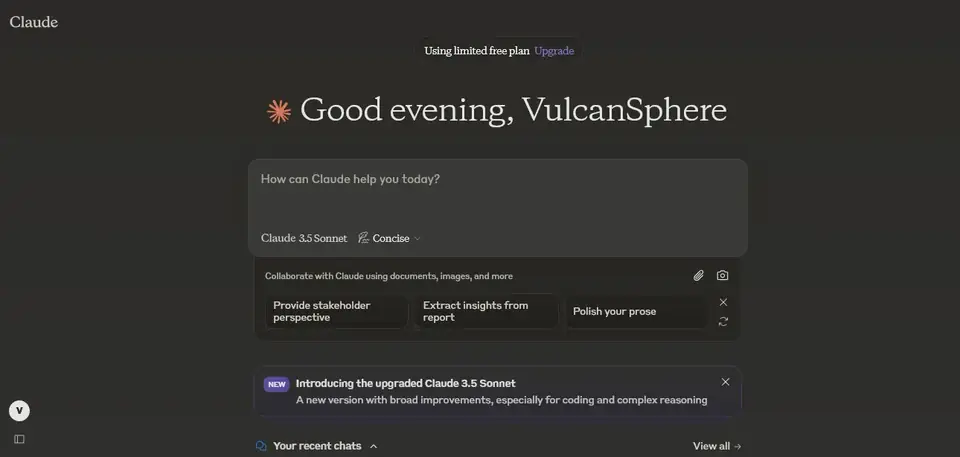 Claude
Using limited free plan Upgrade
Good evening, VulcanSphere
How can Claude help you today?
Claude 3.5 Sonnet Concise
Collaborate with Claude using documents, images, and more
Provide stakeholder
perspective
Extract insights from
report
Polish your prose
NEW Introducing the upgraded Claude 3.5 Sonnet
A new version with broad improvements, especially for coding and complex reasoning
V
Your recent chats View all →